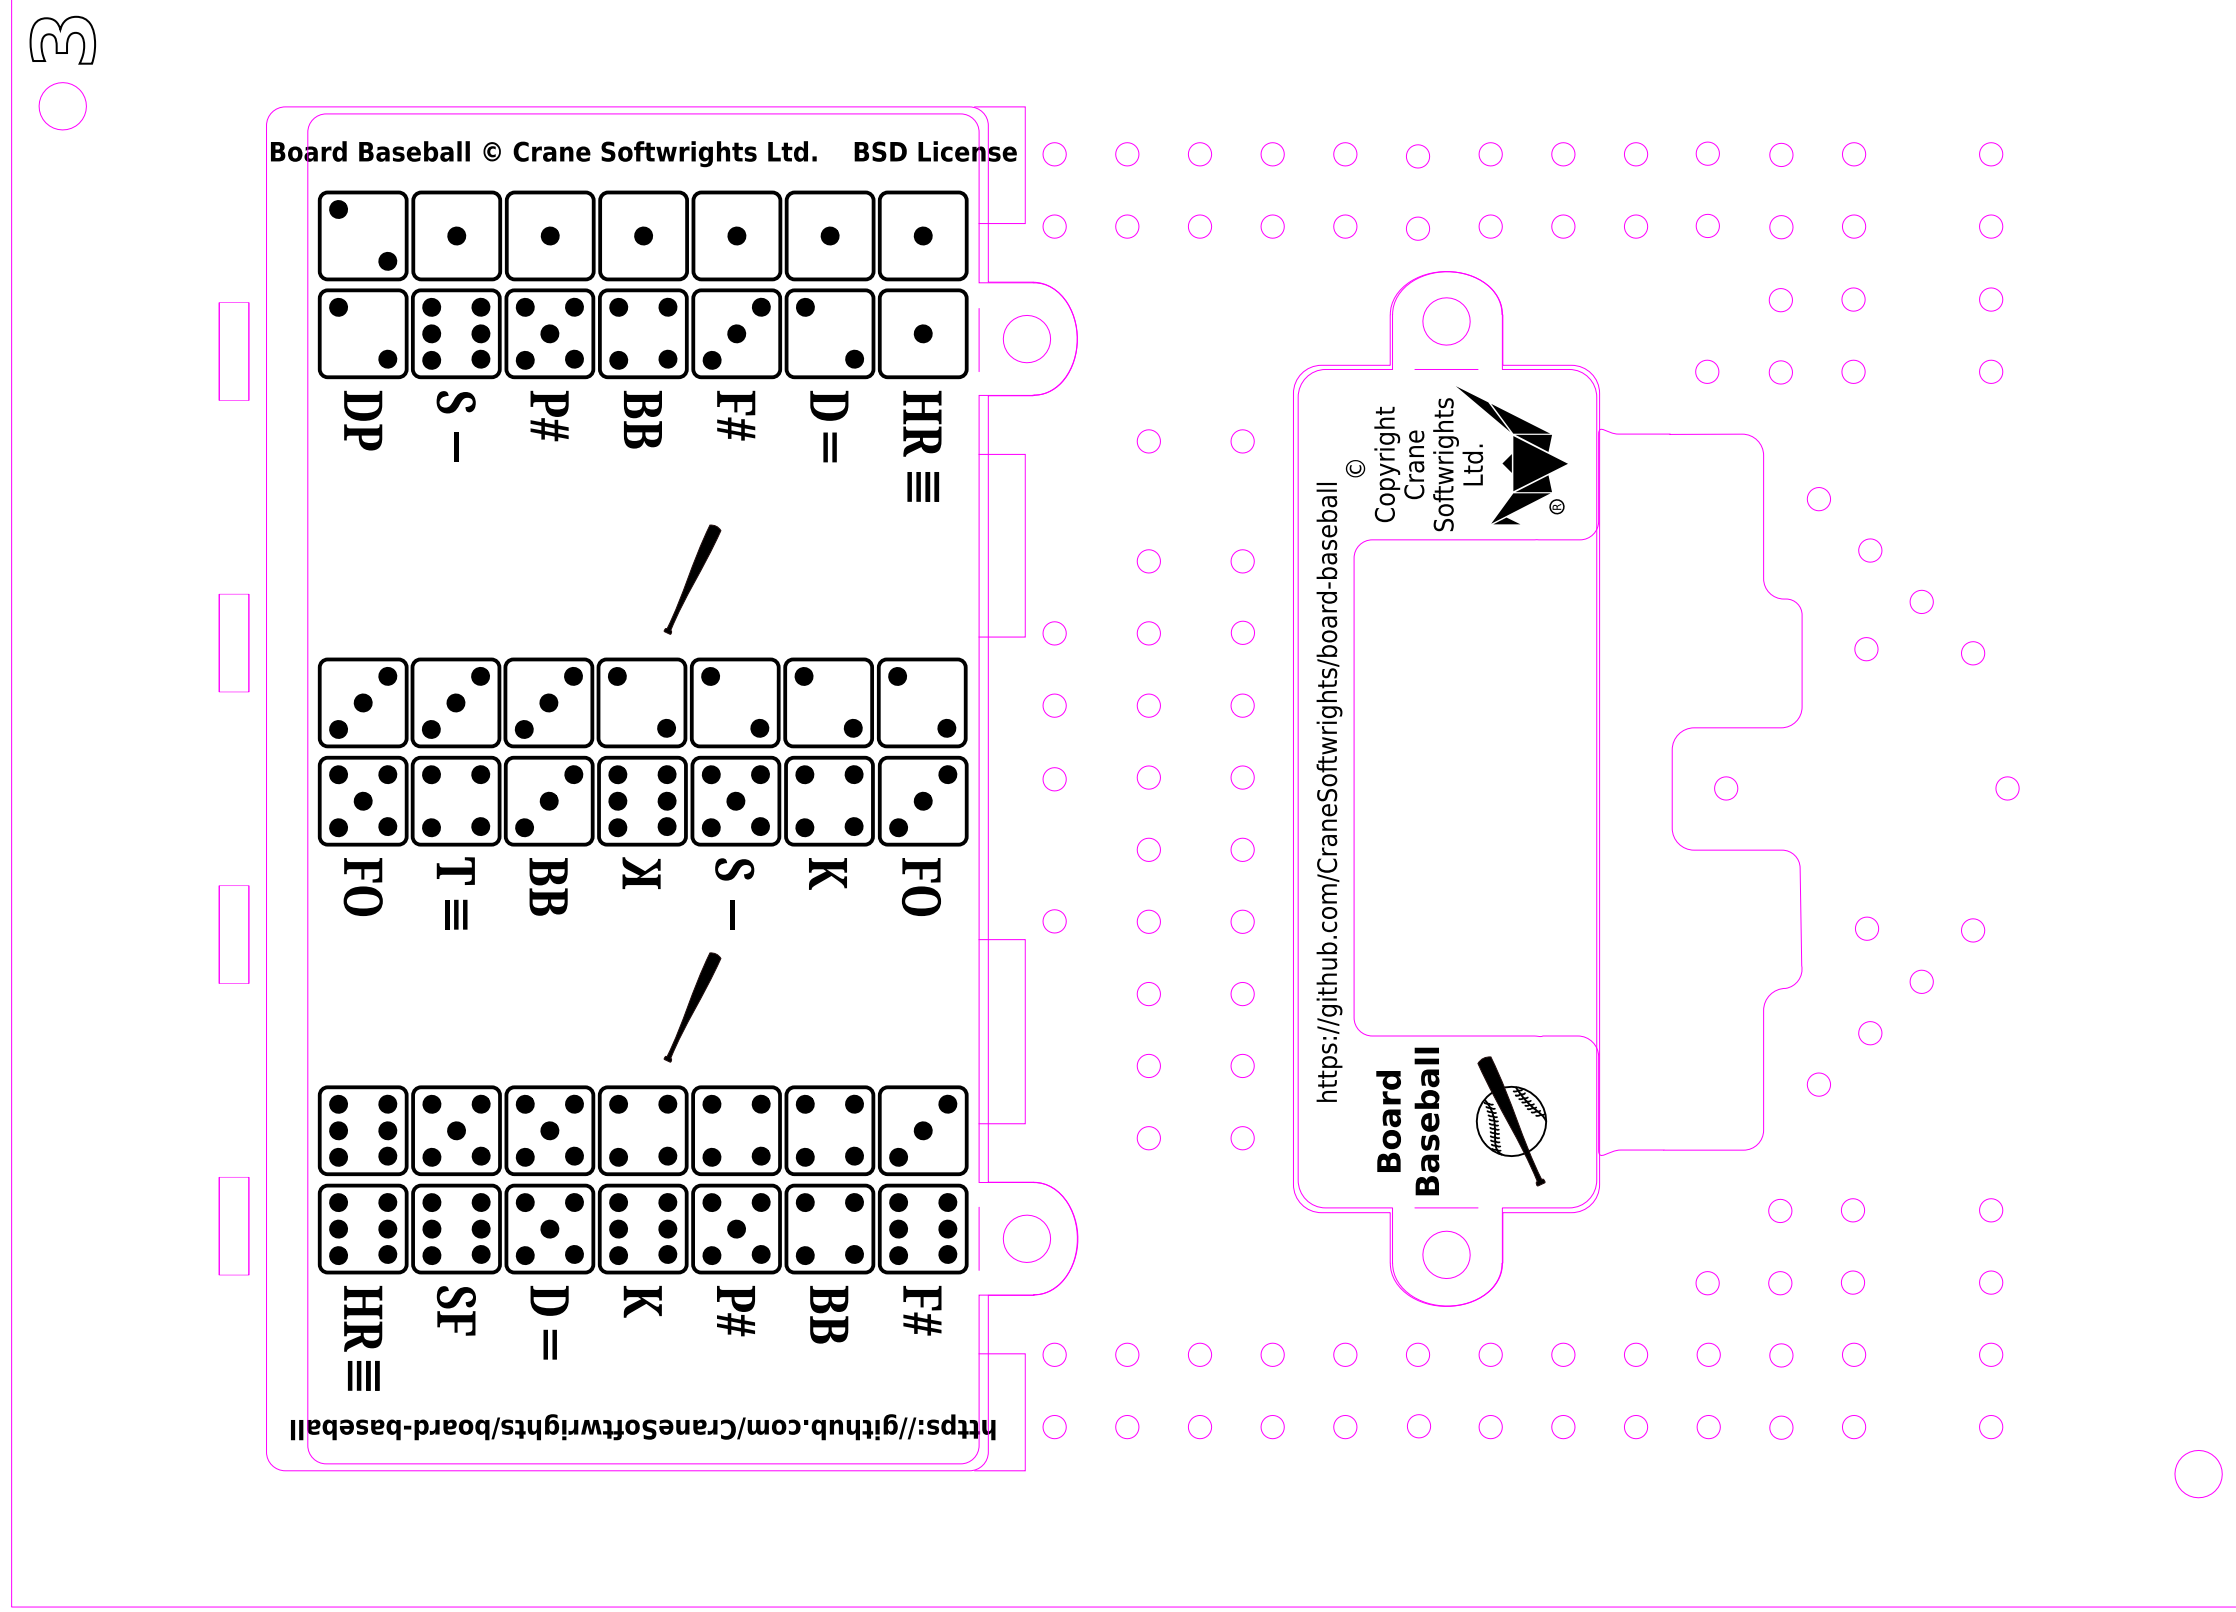 3
Board Baseball © Crane Softwrights Ltd. BSD License
DP
S –
P#
BB
F#
D =
HR ≣
FO
T ≡
BB
ꓘ
S –
K
FO
HR ≣
SF
D =
K
P#
BB
F#
https://github.com/CraneSoftwrights/board-baseball
https://github.com/CraneSoftwrights/board-baseball
©
Copyright
Crane
Softwrights
Ltd.
®
Board
Baseball